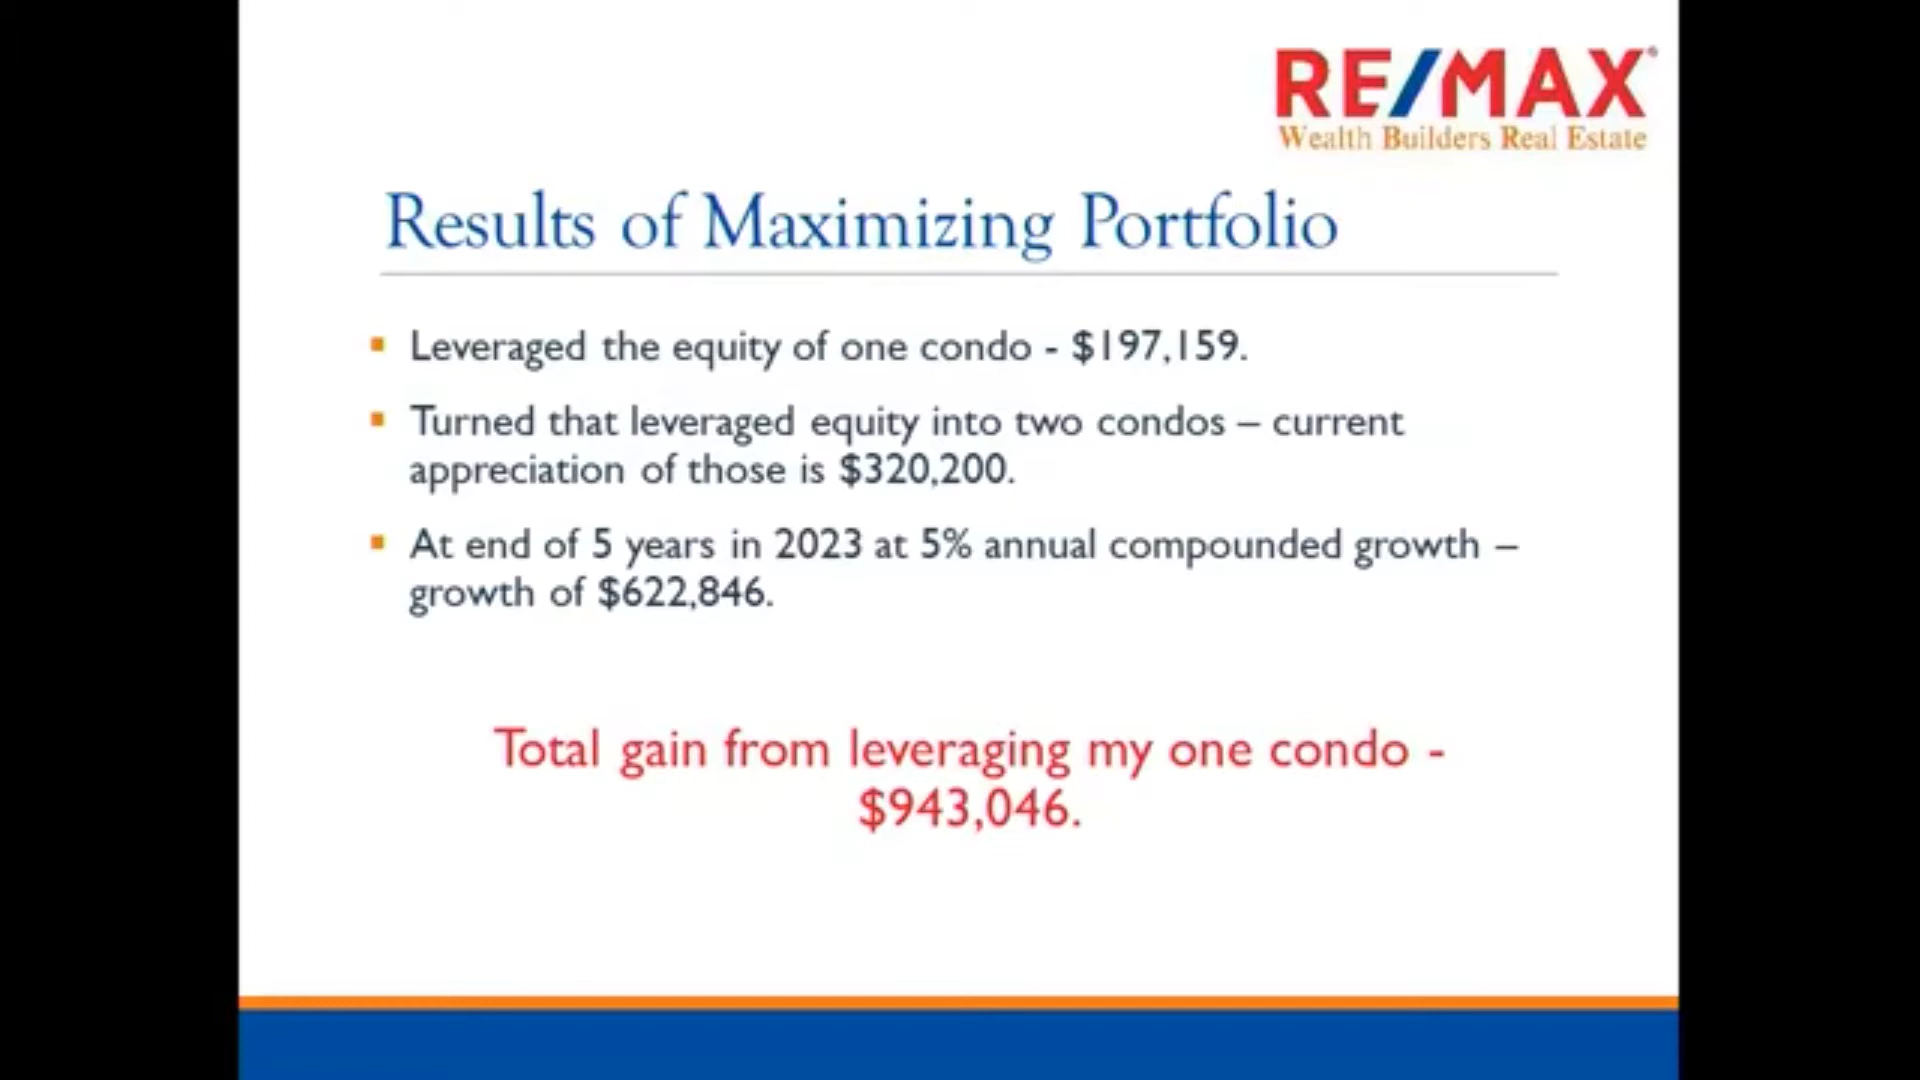 RE/MAX®
Wealth Builders Real Estate
Results of Maximizing Portfolio
▪ Leveraged the equity of one condo - $197,159.
▪ Turned that leveraged equity into two condos – current
appreciation of those is $320,200.
▪ At end of 5 years in 2023 at 5% annual compounded growth –
growth of $622,846.
Total gain from leveraging my one condo -
$943,046.